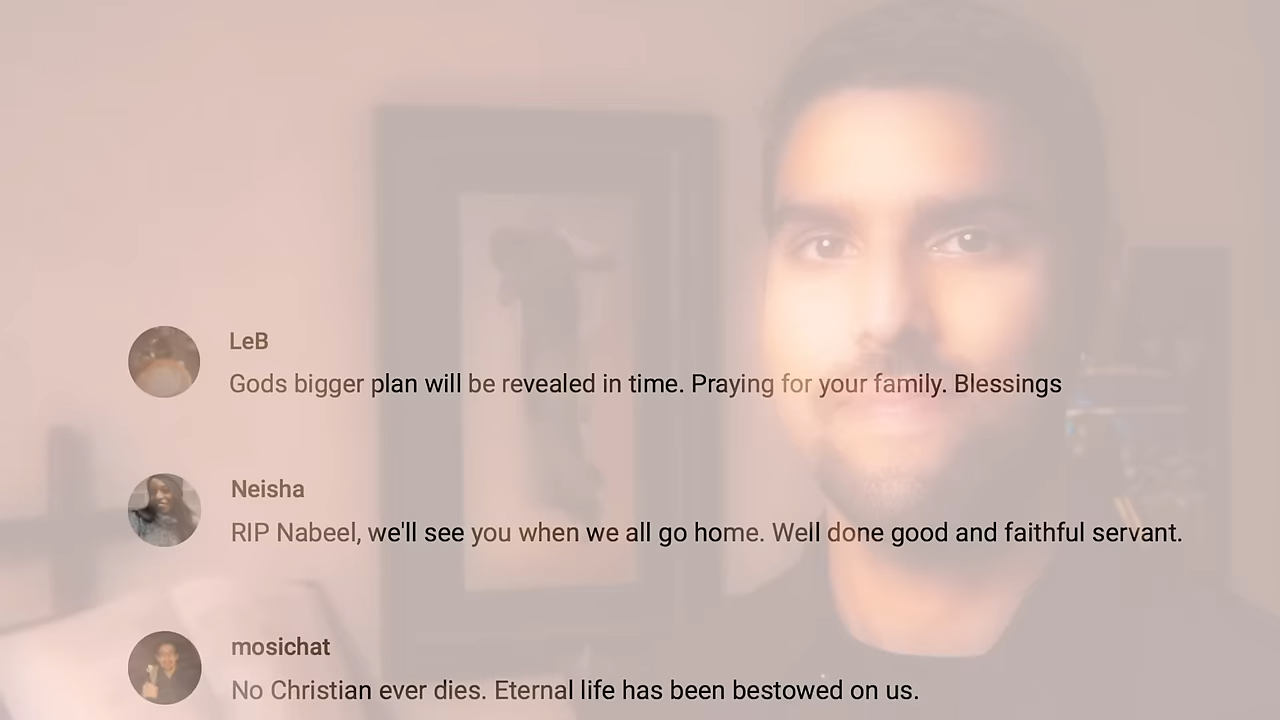 LeB
Gods bigger plan will be revealed in time. Praying for your family. Blessings
Neisha
RIP Nabeel, we'll see you when we all go home. Well done good and faithful servant.
mosichat
No Christian ever dies. Eternal life has been bestowed on us.